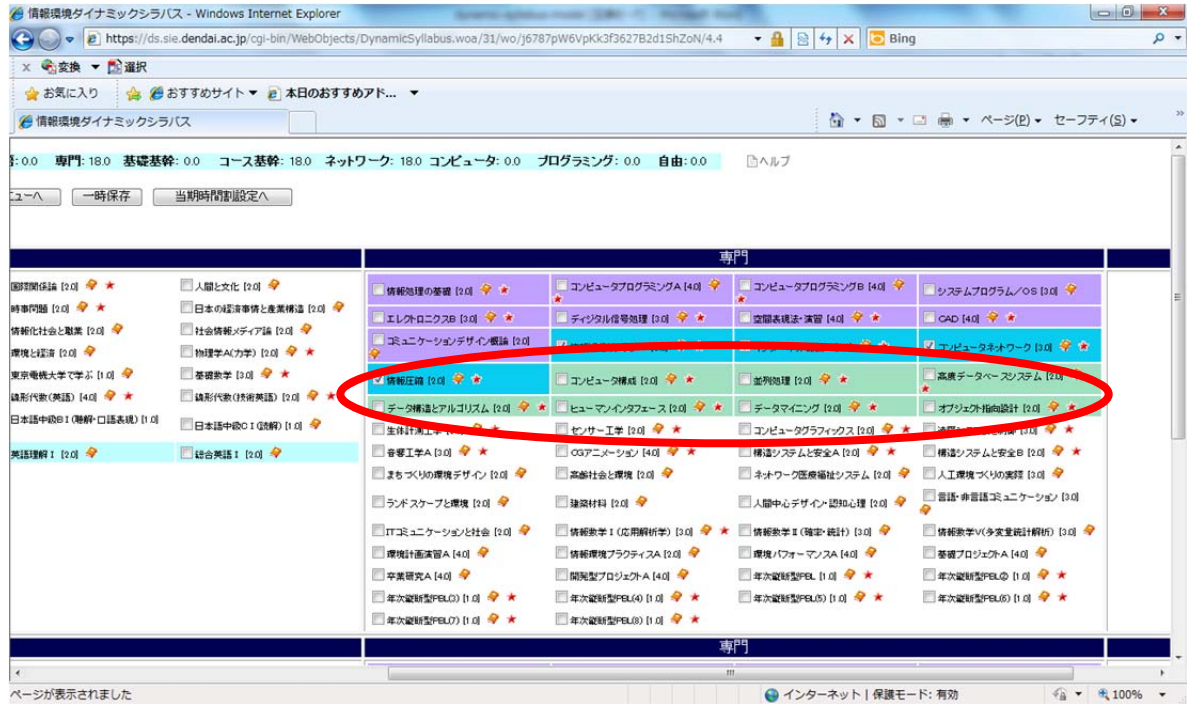 情報環境ダイナミックシラバス - Windows Internet Explorer
https://ds.sie.dendai.ac.jp/cgi-bin/WebObjects/DynamicSyllabus.woa/31/wo/j6787pW6VpKk3f3627B2d1ShZoN/4.4
Bing
x 変換 選択
お気に入り おすすめサイト 本日のおすすめアド...
情報環境ダイナミックシラバス ページ(P) セーフティ(S)
: 0.0 専門: 18.0 基礎基幹: 0.0 コース基幹: 18.0 ネットワーク: 18.0 コンピュータ: 0.0 プログラミング: 0.0 自由: 0.0 ヘルプ
ニューへ 一時保存 当期時間割設定へ
専門
国際関係論 [2.0] ★ 人間と文化 [2.0]
時事問題 [2.0] ★ 日本の経済事情と産業構造 [2.0]
情報化社会と職業 [2.0] 社会情報メディア論 [2.0]
環境と経済 [2.0] 物理学A(力学) [2.0] ★
東京電機大学で学ぶ [1.0] 基礎数学 [3.0] ★
線形代数(英語) [4.0] ★ 線形代数(技術英語) [2.0] ★
日本語中級BⅠ(聴解・口語表現) [1.0] 日本語中級CⅠ(読解) [1.0]
英語理解Ⅰ [2.0] 総合英語Ⅰ [2.0]
情報処理の基礎 [2.0] ★ コンピュータプログラミングA [4.0] ★ コンピュータプログラミングB [4.0] ★ システムプログラム/OS [3.0]
エレクトロニクスB [3.0] ★ ディジタル信号処理 [3.0] ★ 空間表現法・演習 [4.0] ★ CAD [4.0] ★
コミュニケーションデザイン概論 [2.0] コンピュータネットワーク [3.0] ★
情報圧縮 [2.0] ★ コンピュータ構成 [2.0] ★ 並列処理 [2.0] ★ 高度データベースシステム [2.0] ★
データ構造とアルゴリズム [2.0] ★ ヒューマンインタフェース [2.0] ★ データマイニング [2.0] ★ オブジェクト指向設計 [2.0] ★
生体計測工学 ★ センサー工学 [2.0] ★ コンピュータグラフィックス [2.0] ★ [3.0] ★
音響工学A [3.0] ★ CGアニメーション [4.0] ★ 構造システムと安全A [2.0] ★ 構造システムと安全B [2.0] ★
まちづくりの環境デザイン [2.0] 高齢社会と環境 [2.0] ネットワーク医療福祉システム [2.0] 人工環境づくりの実際 [3.0]
ランドスケープと環境 [2.0] 建築材料 [2.0] 人間中心デザイン・認知心理 [2.0] 言語・非言語コミュニケーション [3.0]
ITコミュニケーションと社会 [2.0] 情報数学Ⅰ(応用解析学) [3.0] ★ 情報数学Ⅱ(確率・統計) [3.0] 情報数学Ⅴ(多変量統計解析) [3.0]
環境計画演習A [4.0] 情報環境プラクティスA [2.0] 環境パフォーマンスA [4.0] 基礎プロジェクトA [4.0]
卒業研究A [4.0] 開発型プロジェクトA [4.0] 年次縦断型PBL [1.0] ★ 年次縦断型PBL② [1.0] ★
年次縦断型PBL(3) [1.0] ★ 年次縦断型PBL(4) [1.0] ★ 年次縦断型PBL(5) [1.0] ★ 年次縦断型PBL(6) [1.0] ★
年次縦断型PBL(7) [1.0] ★ 年次縦断型PBL(8) [1.0] ★
専門
ページが表示されました インターネット | 保護モード: 有効 100%